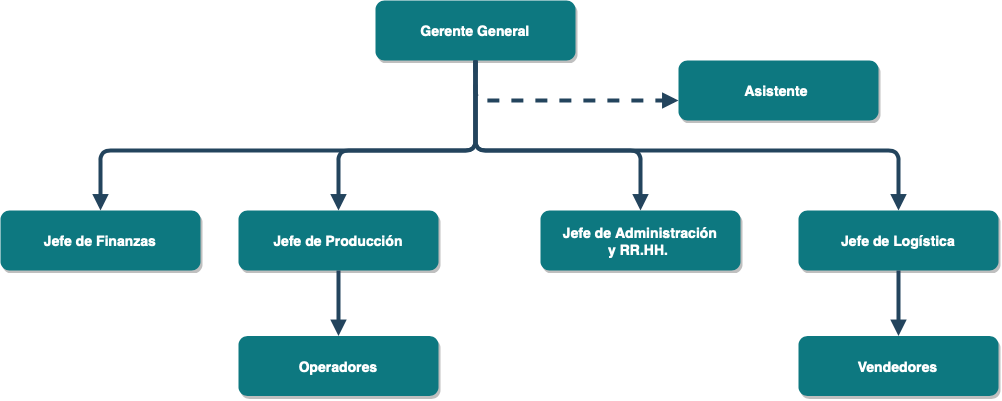 Gerente General
Asistente
Jefe de Finanzas
Jefe de Producción
Jefe de Administración
y RR.HH.
Jefe de Logística
Operadores
Vendedores